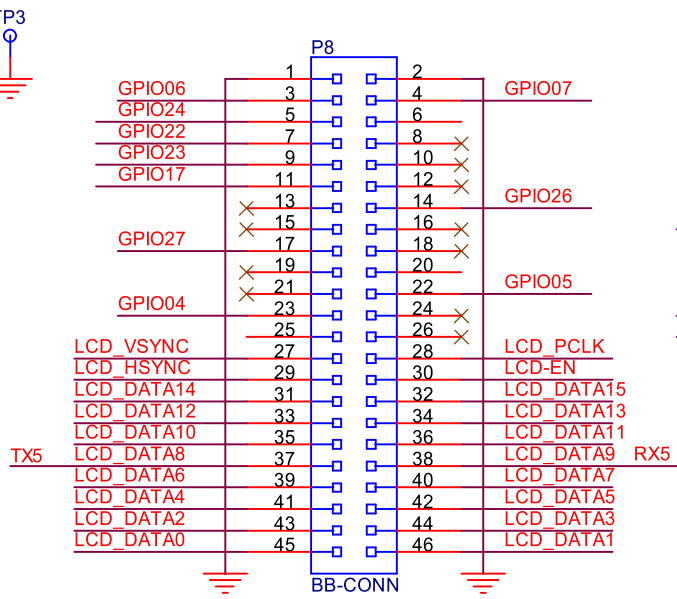 TP3
P8
1 2
GPIO06 3 4 GPIO07
GPIO24 5 6
GPIO22 7 8
GPIO23 9 10
GPIO17 11 12
13 14 GPIO26
15 16
GPIO27 17 18
19 20
21 22 GPIO05
GPIO04 23 24
25 26
LCD_VSYNC 27 28 LCD_PCLK
LCD_HSYNC 29 30 LCD-EN
LCD_DATA14 31 32 LCD_DATA15
LCD_DATA12 33 34 LCD_DATA13
LCD_DATA10 35 36 LCD_DATA11
TX5 LCD_DATA8 37 38 LCD_DATA9 RX5
LCD_DATA6 39 40 LCD_DATA7
LCD_DATA4 41 42 LCD_DATA5
LCD_DATA2 43 44 LCD_DATA3
LCD_DATA0 45 46 LCD_DATA1
BB-CONN